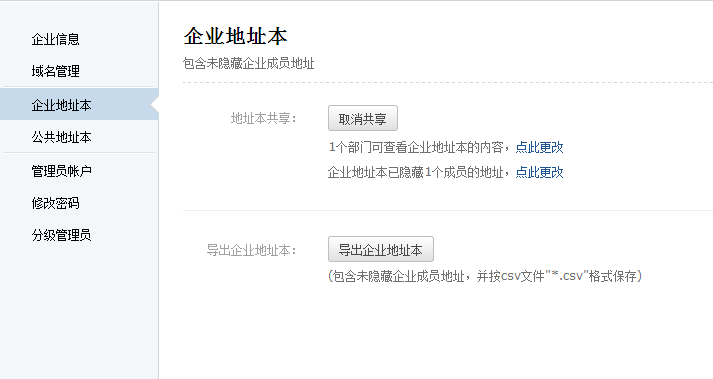 企业信息
域名管理
企业地址本
公共地址本
管理员帐户
修改密码
分级管理员
企业地址本
包含未隐藏企业成员地址
地址本共享： 取消共享
1个部门可查看企业地址本的内容，点此更改
企业地址本已隐藏1个成员的地址，点此更改
导出企业地址本： 导出企业地址本
(包含未隐藏企业成员地址，并按csv文件"*.csv"格式保存)